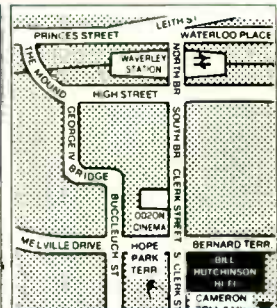 LEITH ST
PRINCES STREET
WATERLOO PLACE
THE MOUND
WAVERLEY
STATION
NORTH BR
HIGH STREET
GEORGE IV
BRIDGE
SOUTH BR
BUCCLEUCH ST
CLERK STREET
ODEON
CINEMA
MELVILLE DRIVE
HOPE
PARK
TERR
BERNARD TERR
S CLERK S
BILL
HUTCHINSON
HI FI
CAMERON